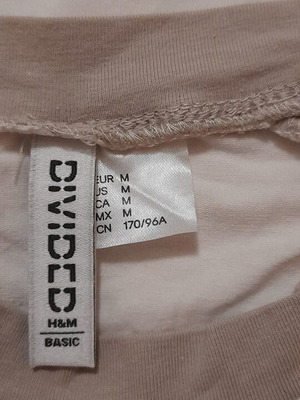 DIVIDED
H&M
BASIC
EUR M
US M
CA M
MX M
CN 170/96A